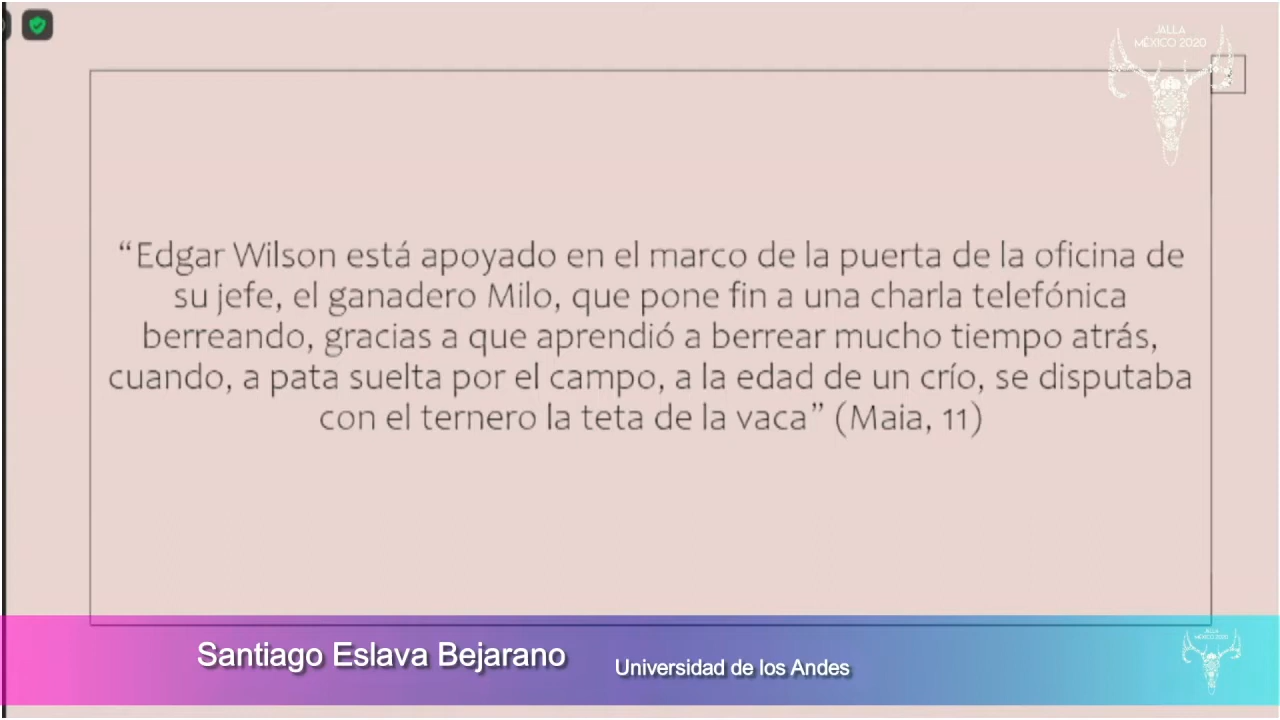 JALLA
MÉXICO 2020
“Edgar Wilson está apoyado en el marco de la puerta de la oficina de
su jefe, el ganadero Milo, que pone fin a una charla telefónica
berreando, gracias a que aprendió a berrear mucho tiempo atrás,
cuando, a pata suelta por el campo, a la edad de un crío, se disputaba
con el ternero la teta de la vaca” (Maia, 11)
Santiago Eslava Bejarano
Universidad de los Andes
JALLA
MÉXICO 2020